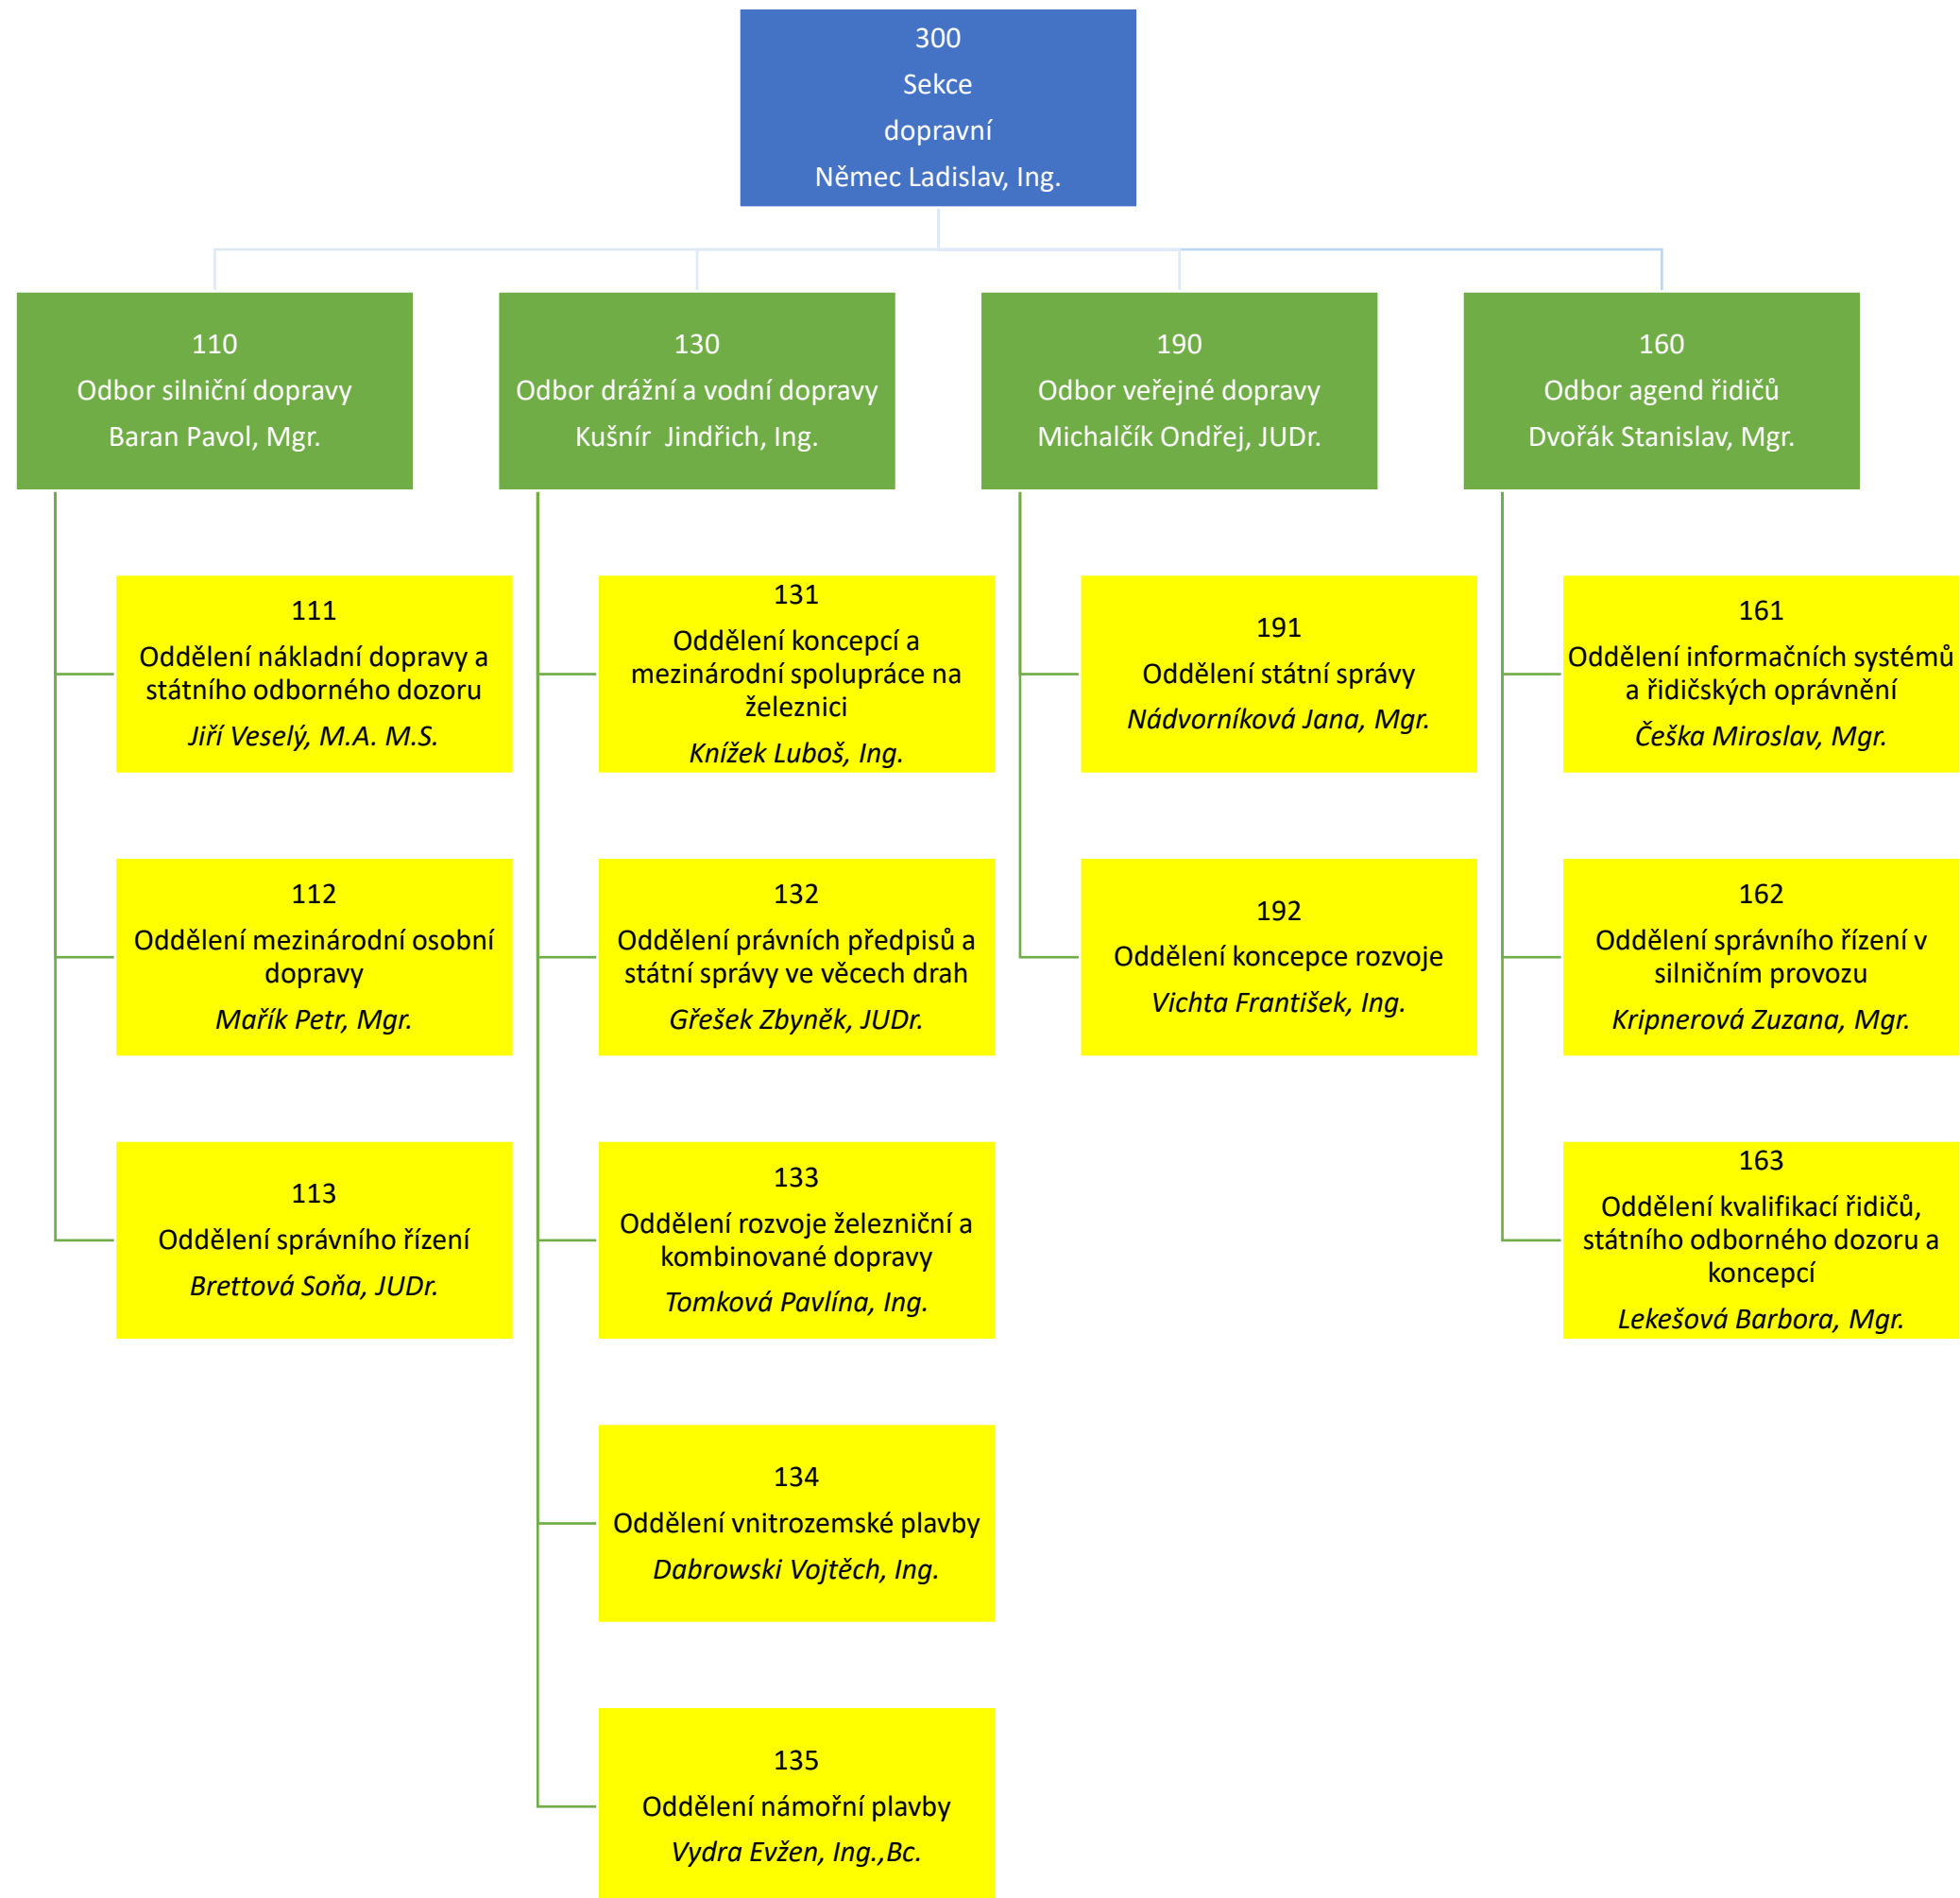 300
Sekce
dopravní
Němec Ladislav, Ing.
110
Odbor silniční dopravy
Baran Pavol, Mgr.
130
Odbor drážní a vodní dopravy
Kušnír  Jindřich, Ing.
190
Odbor veřejné dopravy
Michalčík Ondřej, JUDr.
160
Odbor agend řidičů
Dvořák Stanislav, Mgr.
111
Oddělení nákladní dopravy a
státního odborného dozoru
Jiří Veselý, M.A. M.S.
112
Oddělení mezinárodní osobní
dopravy
Mařík Petr, Mgr.
113
Oddělení správního řízení
Brettová Soňa, JUDr.
131
Oddělení koncepcí a
mezinárodní spolupráce na
železnici
Knížek Luboš, Ing.
132
Oddělení právních předpisů a
státní správy ve věcech drah
Gřešek Zbyněk, JUDr.
133
Oddělení rozvoje železniční a
kombinované dopravy
Tomková Pavlína, Ing.
134
Oddělení vnitrozemské plavby
Dabrowski Vojtěch, Ing.
135
Oddělení námořní plavby
Vydra Evžen, Ing.,Bc.
191
Oddělení státní správy
Nádvorníková Jana, Mgr.
192
Oddělení koncepce rozvoje
Vichta František, Ing.
161
Oddělení informačních systémů
a řidičských oprávnění
Češka Miroslav, Mgr.
162
Oddělení správního řízení v
silničním provozu
Kripnerová Zuzana, Mgr.
163
Oddělení kvalifikací řidičů,
státního odborného dozoru a
koncepcí
Lekešová Barbora, Mgr.